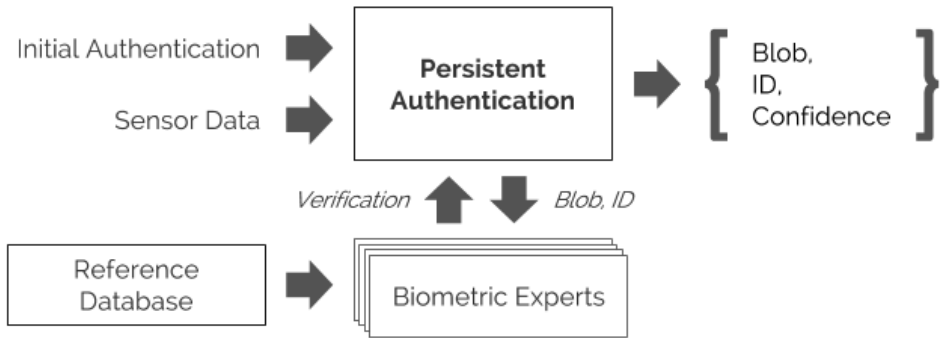 Initial Authentication
Sensor Data
Persistent
Authentication
Blob,
ID,
Confidence
Verification
Blob, ID
Reference
Database
Biometric Experts